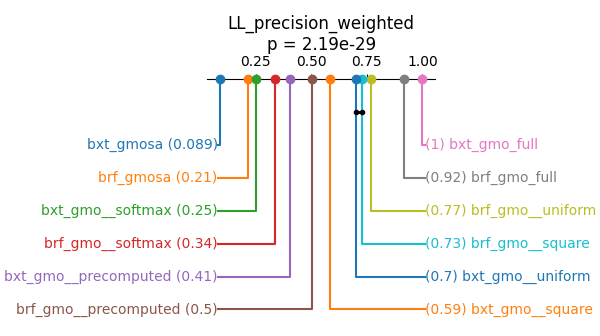 LL_precision_weighted
p = 2.19e-29
0.25 0.50 0.75 1.00
bxt_gmosa (0.089) (1) bxt_gmo_full
brf_gmosa (0.21) (0.92) brf_gmo_full
bxt_gmo__softmax (0.25) (0.77) brf_gmo__uniform
brf_gmo__softmax (0.34) (0.73) brf_gmo__square
bxt_gmo__precomputed (0.41) (0.7) bxt_gmo__uniform
brf_gmo__precomputed (0.5) (0.59) bxt_gmo__square